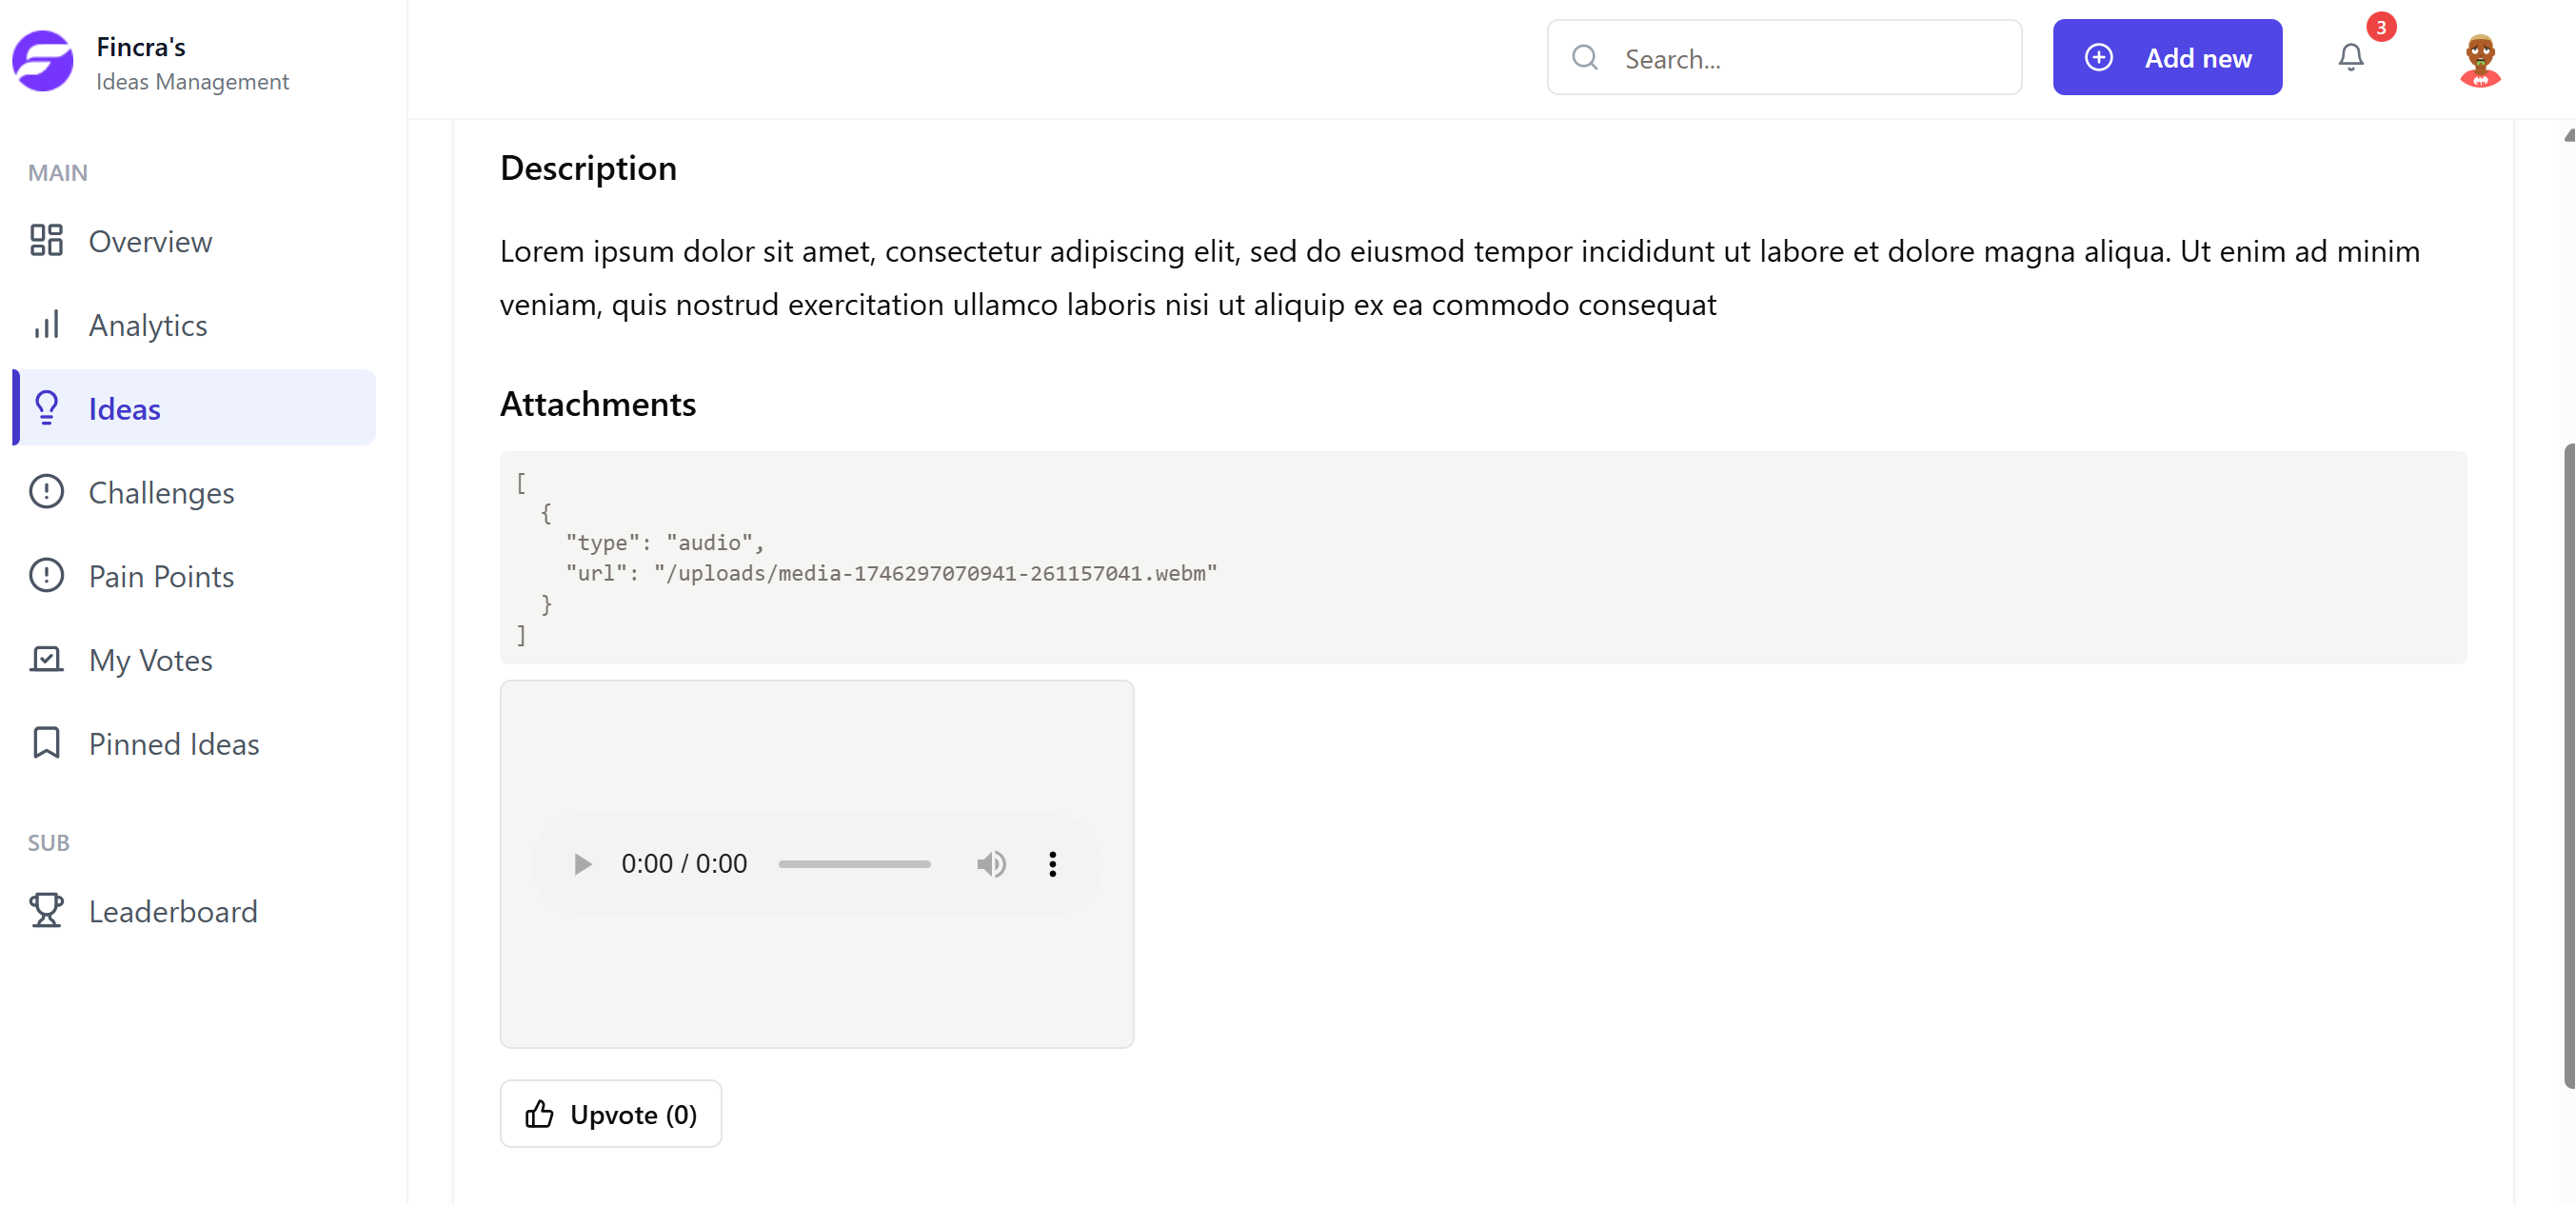 Fincra's
Ideas Management
Search...
Add new
3
MAIN
Overview
Analytics
Ideas
Challenges
Pain Points
My Votes
Pinned Ideas
SUB
Leaderboard
Description
Lorem ipsum dolor sit amet, consectetur adipiscing elit, sed do eiusmod tempor incididunt ut labore et dolore magna aliqua. Ut enim ad minim
veniam, quis nostrud exercitation ullamco laboris nisi ut aliquip ex ea commodo consequat
Attachments
[
  {
    "type": "audio",
    "url": "/uploads/media-1746297070941-261157041.webm"
  }
]
0:00 / 0:00
Upvote (0)